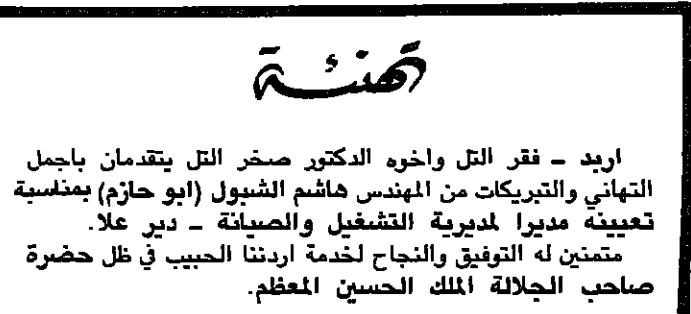 تهنئة
اربد ـ فقر التل واخوه الدكتور صخر التل يتقدمان باجمل
التهاني والتبريكات من المهندس هاشم الشبول (ابو حازم) بمناسبة
تعيينه مديرا لمديرية التشغيل والصيانة ـ دير علا.
متمنين له التوفيق والنجاح لخدمة اردننا الحبيب في ظل حضرة
صاحب الجلالة الملك الحسين المعظم.